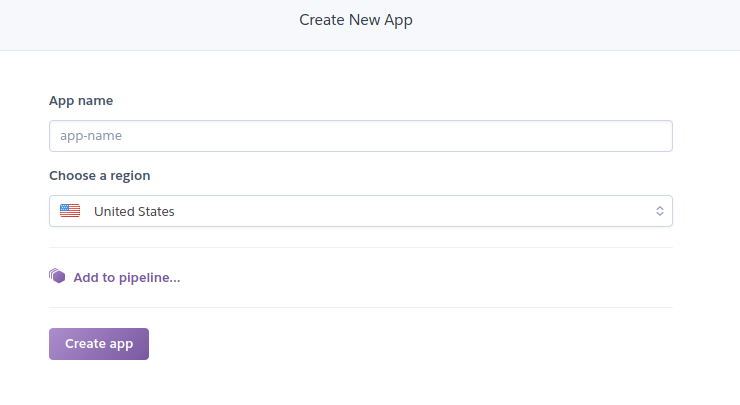 Create New App
App name
app-name
Choose a region
United States
Add to pipeline...
Create app